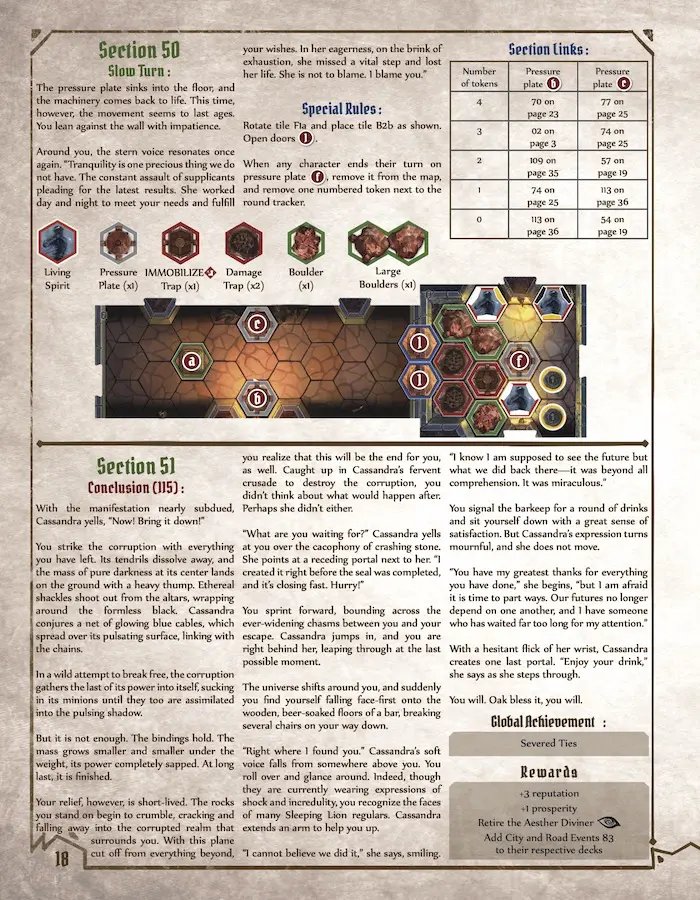 Section 50
Slow Turn:
The pressure plate sinks into the floor, and
the machinery comes back to life. This time,
however, the movement seems to last ages.
You lean against the wall with impatience.
Around you, the stern voice resonates once
again. “Tranquility is one precious thing we do
not have. The constant assault of supplicants
pleading for the latest results. She worked
day and night to meet your needs and fulfill
your wishes. In her eagerness, on the brink of
exhaustion, she missed a vital step and lost
her life. She is not to blame. I blame you.”
Special Rules:
Rotate tile F1a and place tile B2b as shown.
Open doors 1.
When any character ends their turn on
pressure plate f, remove it from the map,
and remove one numbered token next to the
round tracker.
Section Links:
Number of tokens Pressure plate b Pressure plate e
4 70 on page 23 77 on page 25
3 02 on page 3 74 on page 25
2 109 on page 35 57 on page 19
1 74 on page 25 113 on page 36
0 113 on page 36 54 on page 19
Living Spirit
Pressure Plate (x1)
IMMOBILIZE Trap (x1)
Damage Trap (x2)
Boulder (x1)
Large Boulders (x1)
a
e
b
1
1
f
Section 51
Conclusion (115):
With the manifestation nearly subdued,
Cassandra yells, “Now! Bring it down!”
You strike the corruption with everything
you have left. Its tendrils dissolve away, and
the mass of pure darkness at its center lands
on the ground with a heavy thump. Ethereal
shackles shoot out from the altars, wrapping
around the formless black. Cassandra
conjures a net of glowing blue cables, which
spread over its pulsating surface, linking with
the chains.
In a wild attempt to break free, the corruption
gathers the last of its power into itself, sucking
in its minions until they too are assimilated
into the pulsing shadow.
But it is not enough. The bindings hold. The
mass grows smaller and smaller under the
weight, its power completely sapped. At long
last, it is finished.
Your relief, however, is short-lived. The rocks
you stand on begin to crumble, cracking and
falling away into the corrupted realm that
surrounds you. With this plane
cut off from everything beyond,
you realize that this will be the end for you,
as well. Caught up in Cassandra’s fervent
crusade to destroy the corruption, you
didn’t think about what would happen after.
Perhaps she didn’t either.
“What are you waiting for?” Cassandra yells
at you over the cacophony of crashing stone.
She points at a receding portal next to her. “I
created it right before the seal was completed,
and it’s closing fast. Hurry!”
You sprint forward, bounding across the
ever-widening chasms between you and your
escape. Cassandra jumps in, and you are
right behind her, leaping through at the last
possible moment.
The universe shifts around you, and suddenly
you find yourself falling face-first onto the
wooden, beer-soaked floors of a bar, breaking
several chairs on your way down.
“Right where I found you.” Cassandra’s soft
voice falls from somewhere above you. You
roll over and glance around. Indeed, though
they are currently wearing expressions of
shock and incredulity, you recognize the faces
of many Sleeping Lion regulars. Cassandra
extends an arm to help you up.
“I cannot believe we did it,” she says, smiling.
“I know I am supposed to see the future but
what we did back there—it was beyond all
comprehension. It was miraculous.”
You signal the barkeep for a round of drinks
and sit yourself down with a great sense of
satisfaction. But Cassandra’s expression turns
mournful, and she does not move.
“You have my greatest thanks for everything
you have done,” she begins, “but I am afraid
it is time to part ways. Our futures no longer
depend on one another, and I have someone
who has waited far too long for my attention.”
With a hesitant flick of her wrist, Cassandra
creates one last portal. “Enjoy your drink,”
she says as she steps through.
You will. Oak bless it, you will.
Global Achievement :
Severed Ties
Rewards
+3 reputation
+1 prosperity
Retire the Aesther Diviner
Add City and Road Events 83
to their respective decks
18